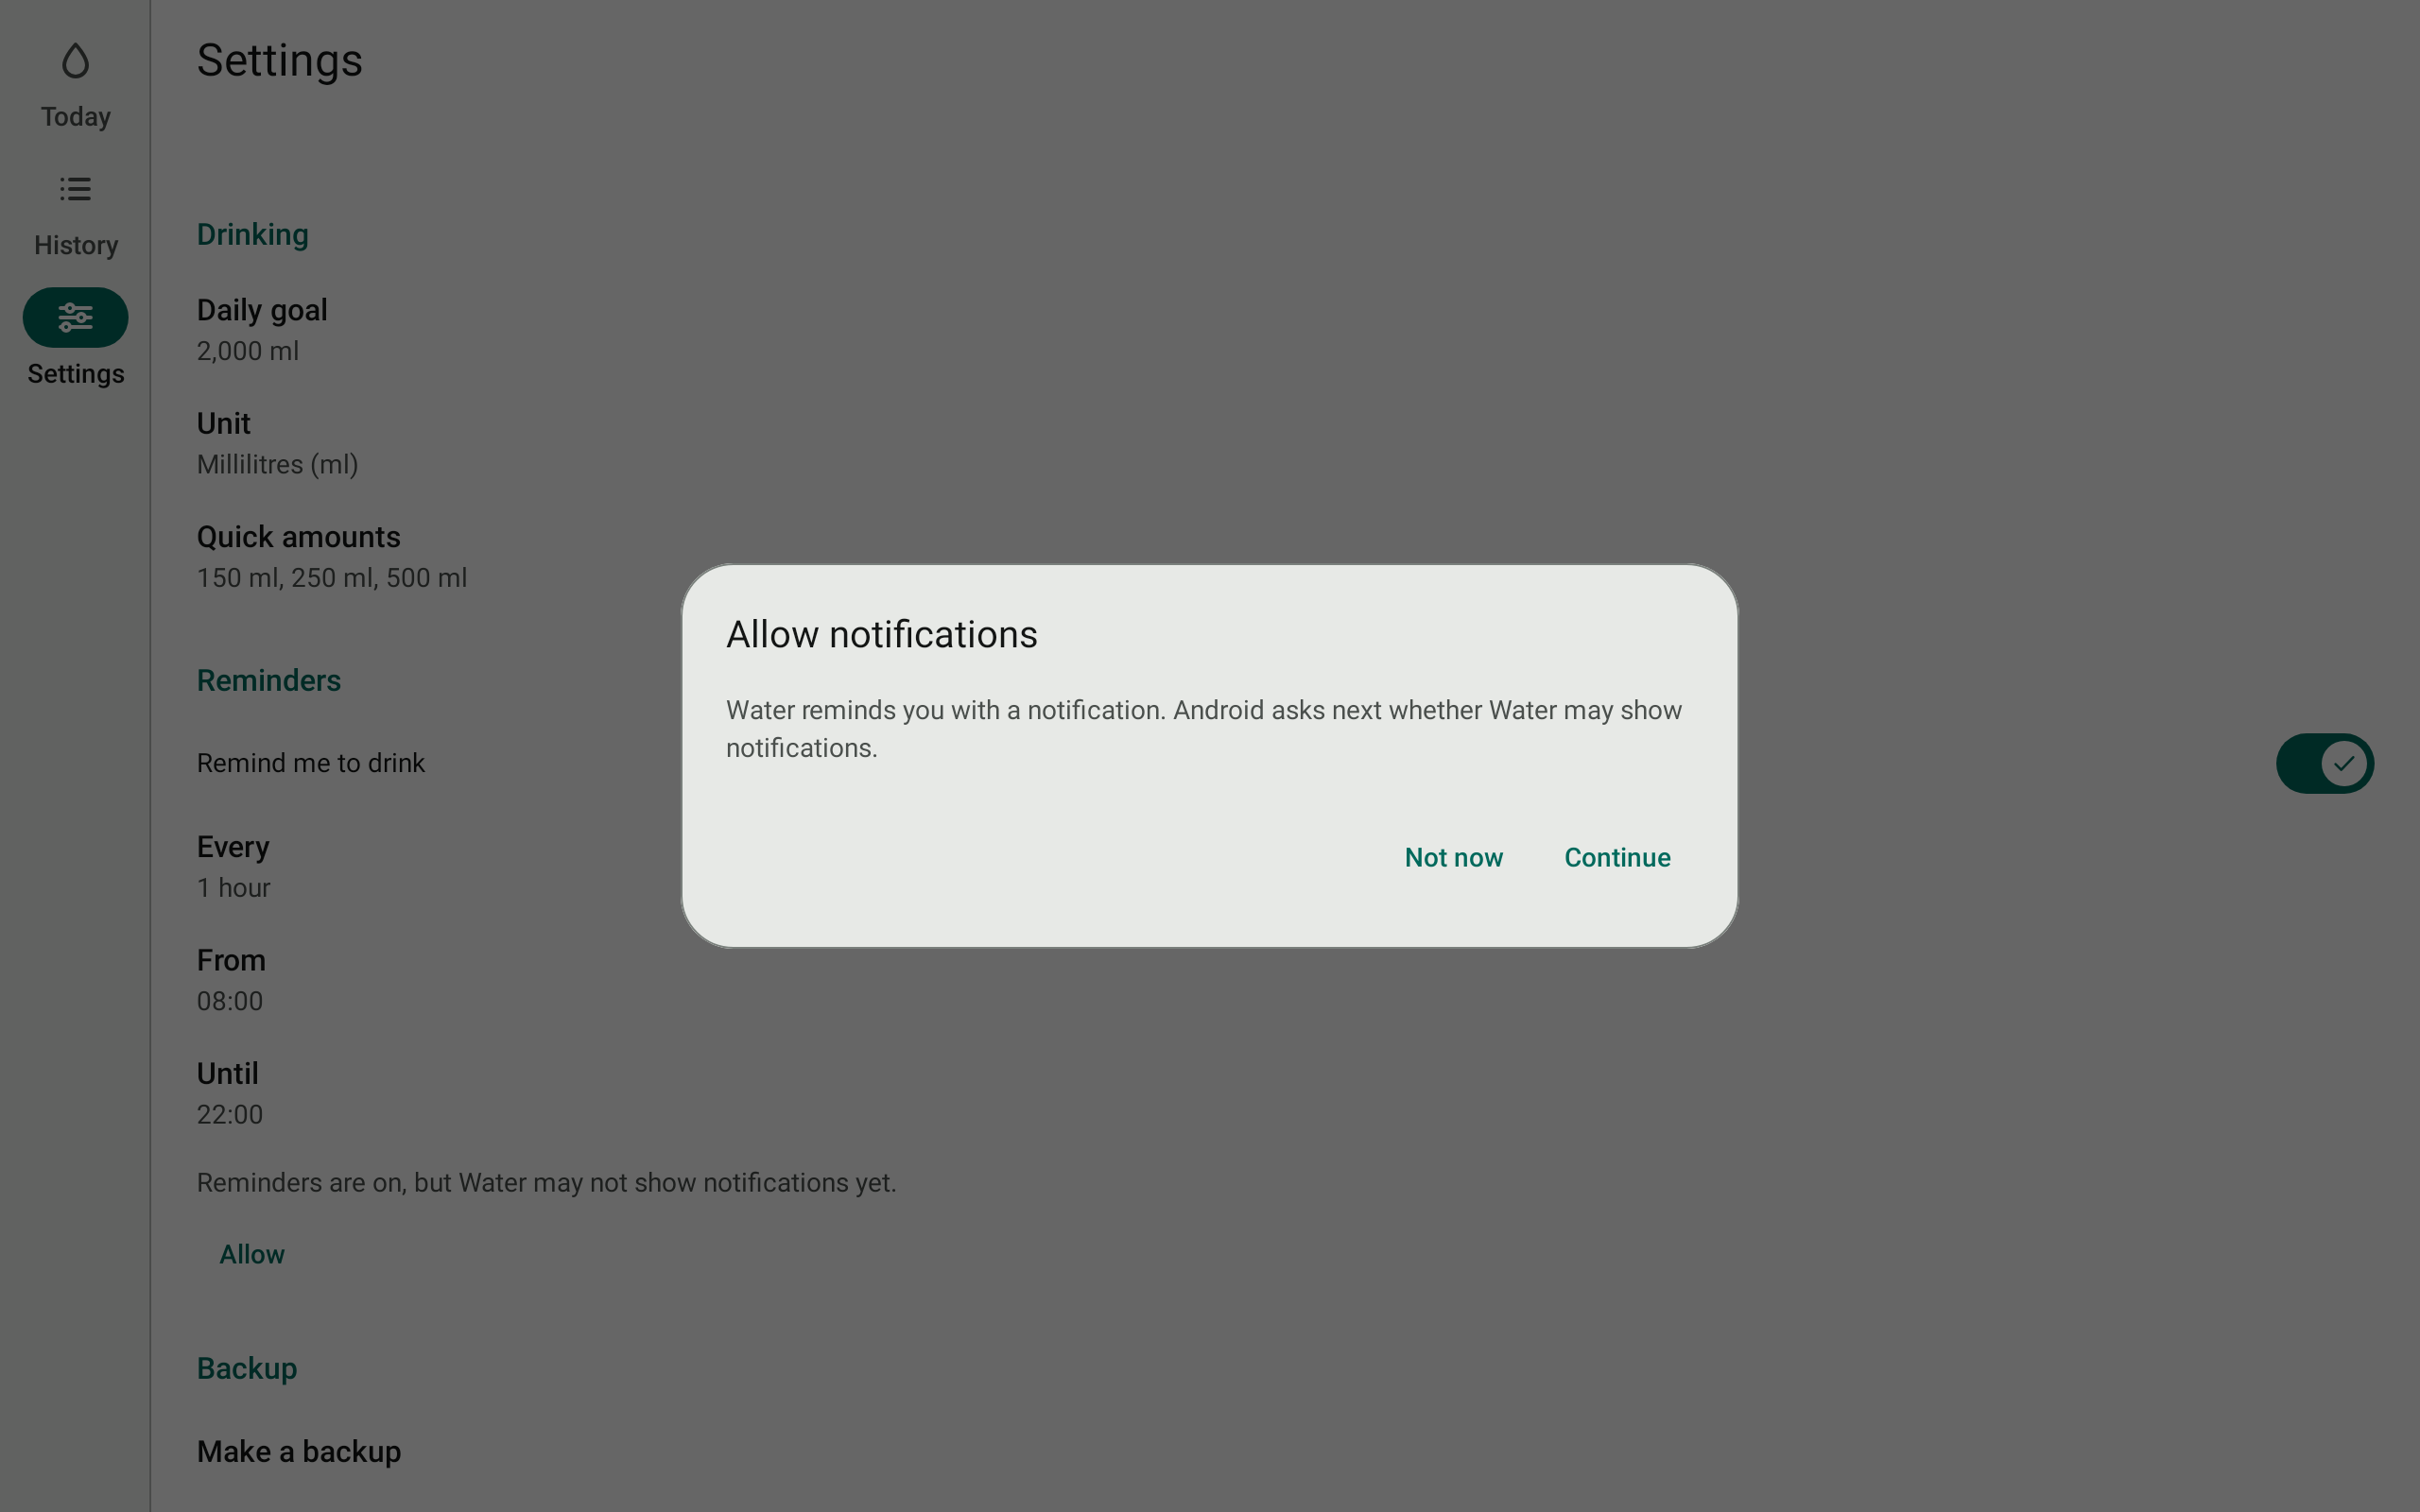 Today
History
Settings
Settings
Drinking
Daily goal
2,000 ml
Unit
Millilitres (ml)
Quick amounts
150 ml, 250 ml, 500 ml
Reminders
Remind me to drink
Every
1 hour
From
08:00
Until
22:00
Reminders are on, but Water may not show notifications yet.
Allow
Backup
Make a backup
Allow notifications
Water reminds you with a notification. Android asks next whether Water may show
notifications.
Not now
Continue